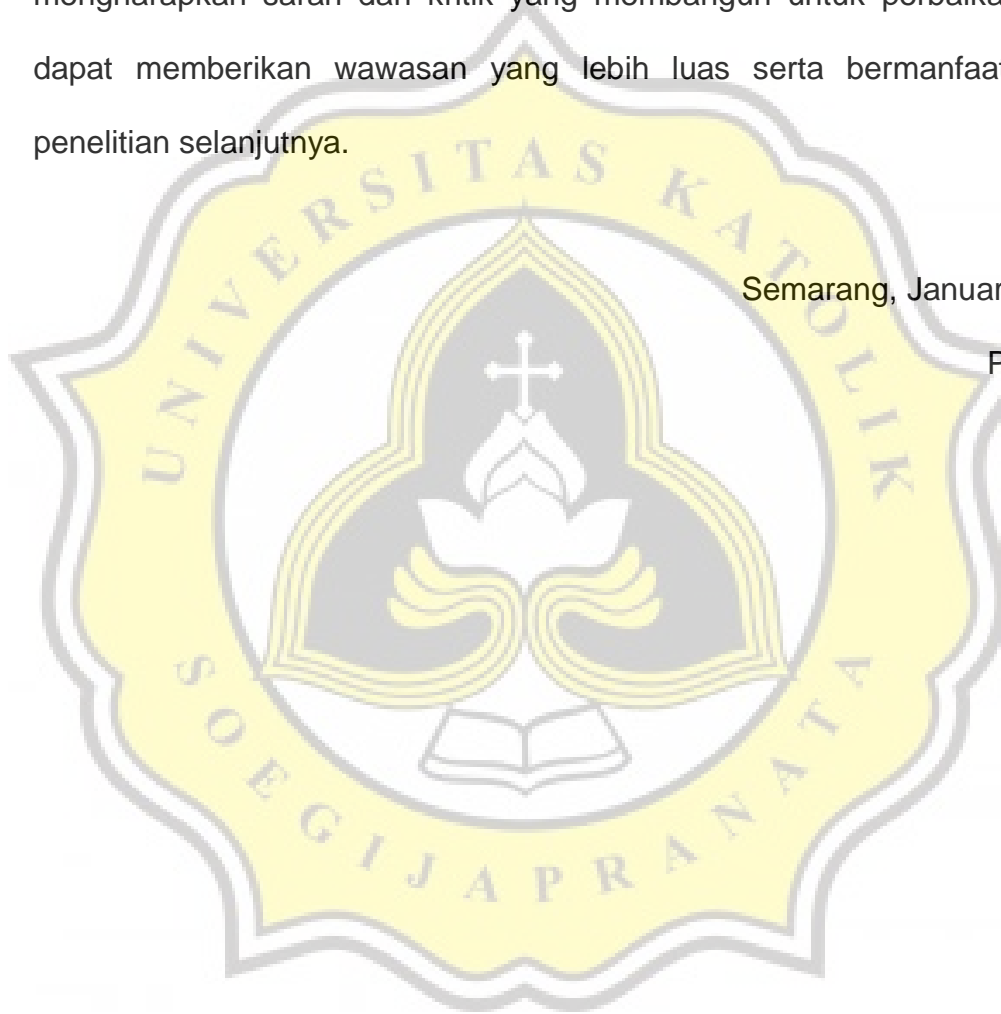 mengharapkan saran dan kritik yang membangun untuk perbaika
dapat memberikan wawasan yang lebih luas serta bermanfaat
penelitian selanjutnya.
Semarang, Januar
P
UNIVERSITAS KATOLIK
SOEGIJAPRANATA